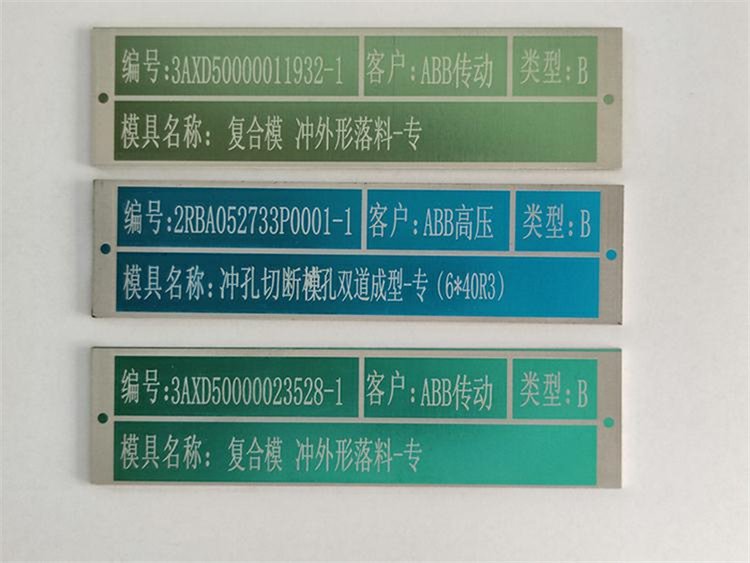 编号:3AXD50000011932-1 客户:ABB传动 类型:B
模具名称: 复合模 冲外形落料-专
编号:2RBA052733P0001-1 客户:ABB高压 类型:B
模具名称: 冲孔切断模孔双道成型-专 (6*40R3)
编号:3AXD50000023528-1 客户:ABB传动 类型:B
模具名称: 复合模 冲外形落料-专